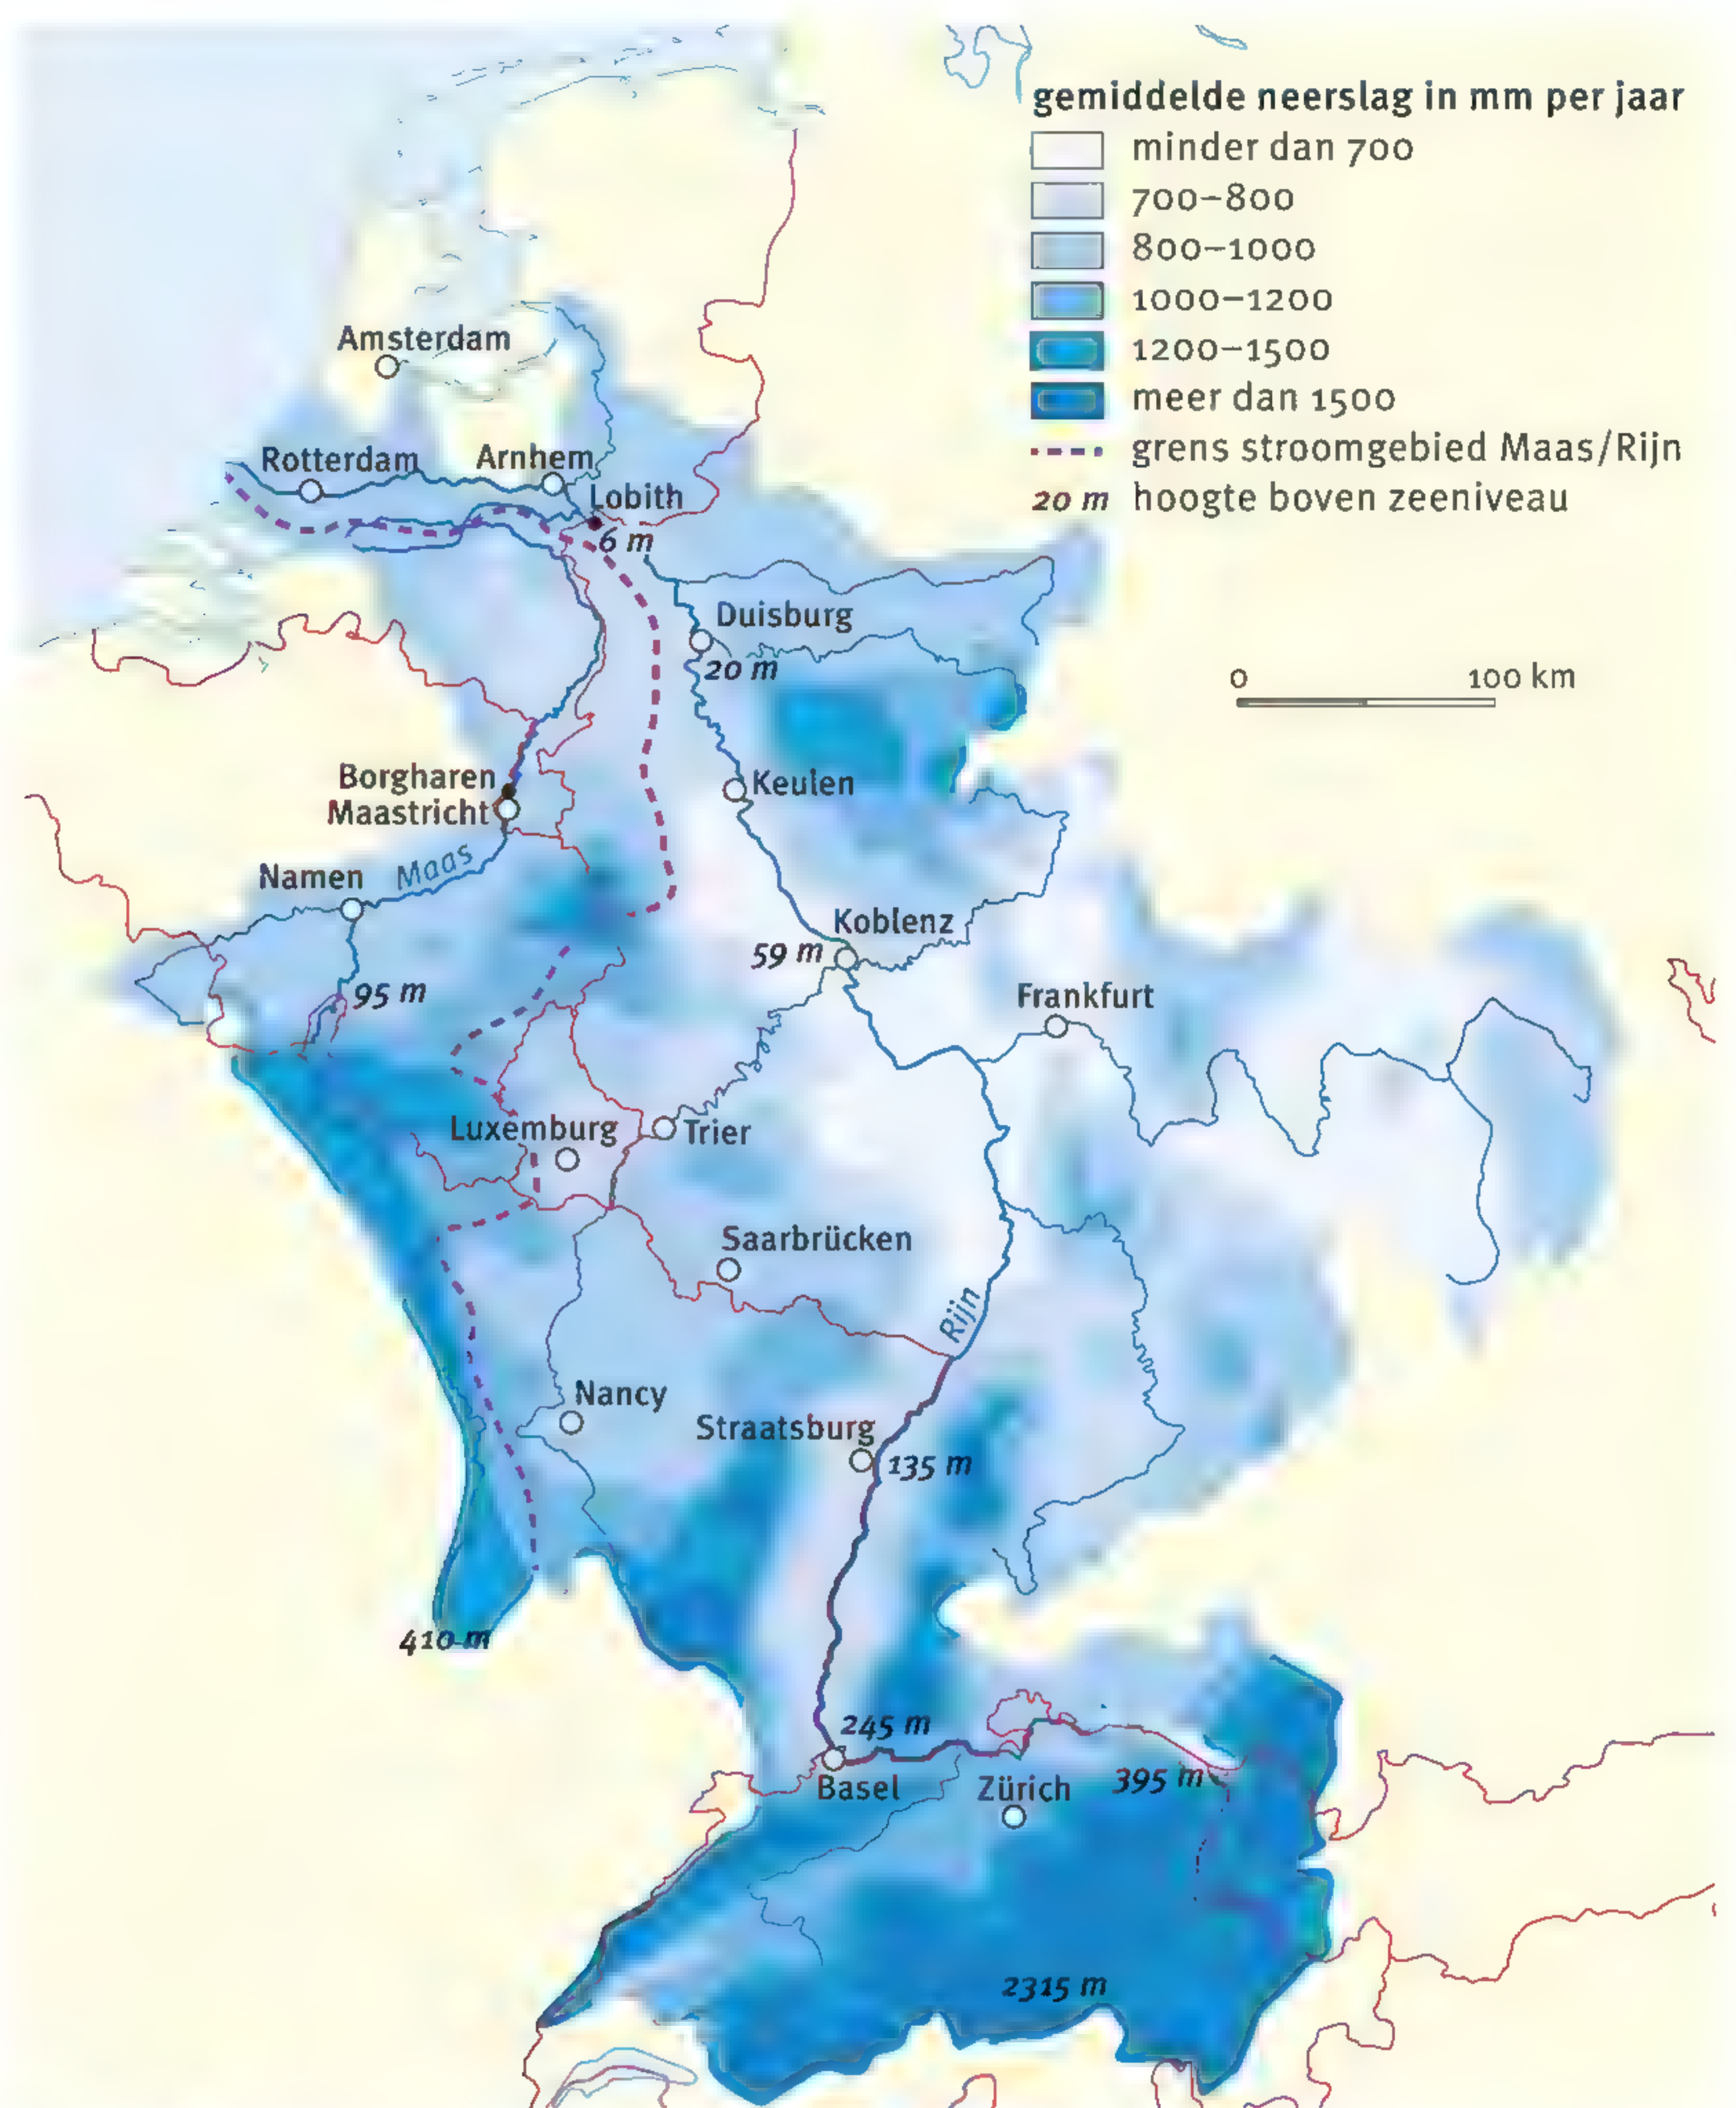 gemiddelde neerslag in mm per jaar
minder dan 700
700–800
800–1000
1000–1200
1200–1500
meer dan 1500
grens stroomgebied Maas/Rijn
20 m hoogte boven zeeniveau
Amsterdam
Rotterdam
Arnhem
Lobith
6 m
Duisburg
20 m
0 100 km
Borgharen
Maastricht
Keulen
Namen
Maas
Koblenz
59 m
95 m
Frankfurt
Luxemburg
Trier
Saarbrücken
Rijn
Nancy
Straatsburg
135 m
410 m
245 m
Basel
Zürich
395 m
2315 m